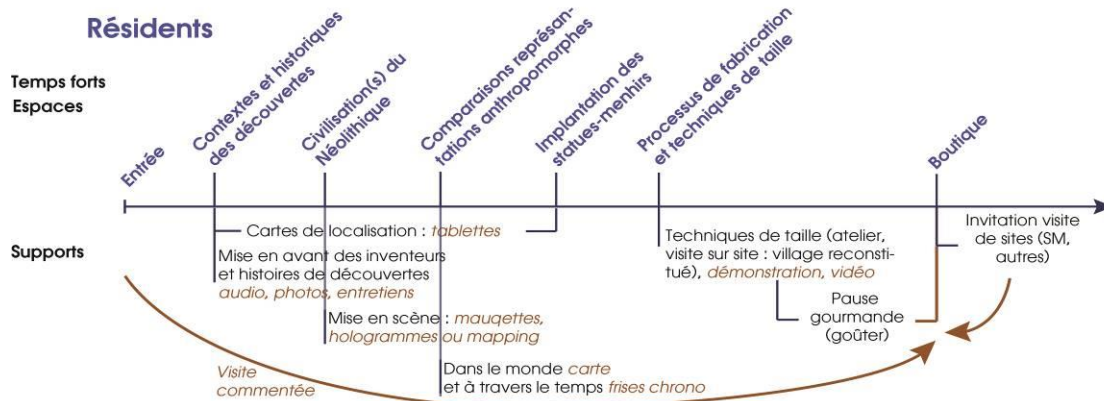 Résidents
Temps forts
Espaces
Entrée
Contextes et historiques
des découvertes
Civilisation(s) du
Néolithique
Comparaisons représan-
tations anthropomorphes
Implantation des
statues-menhirs
Processus de fabrication
et techniques de taille
Boutique
Supports
Cartes de localisation : tablettes
Mise en avant des inventeurs
et histoires de découvertes
audio, photos, entretiens
Mise en scène : mauqettes,
hologrammes ou mapping
Dans le monde carte
et à travers le temps frises chrono
Techniques de taille (atelier,
visite sur site : village reconsti-
tué), démonstration, vidéo
Pause
gourmande
(goûter)
Invitation visite
de sites (SM,
autres)
Visite
commentée